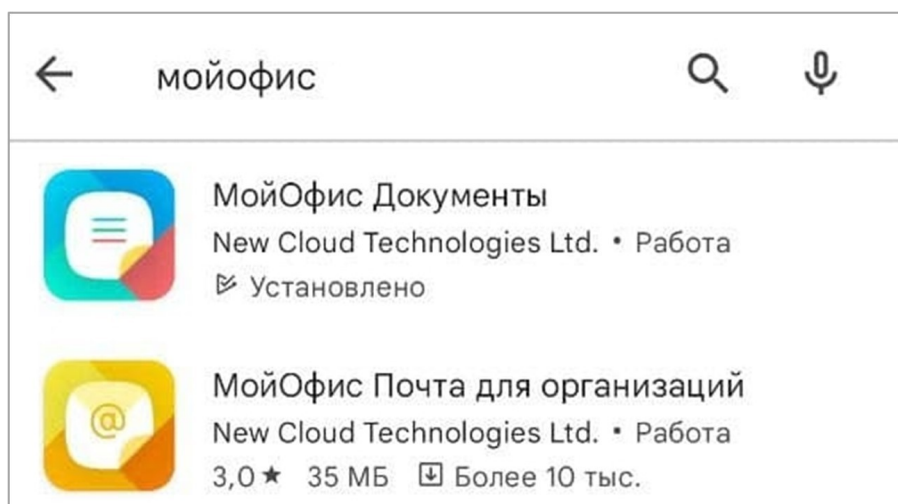 мойофис
МойОфис Документы
New Cloud Technologies Ltd. • Работа
Установлено
@
МойОфис Почта для организаций
New Cloud Technologies Ltd. • Работа
3,0★ 35 МБ Более 10 тыс.